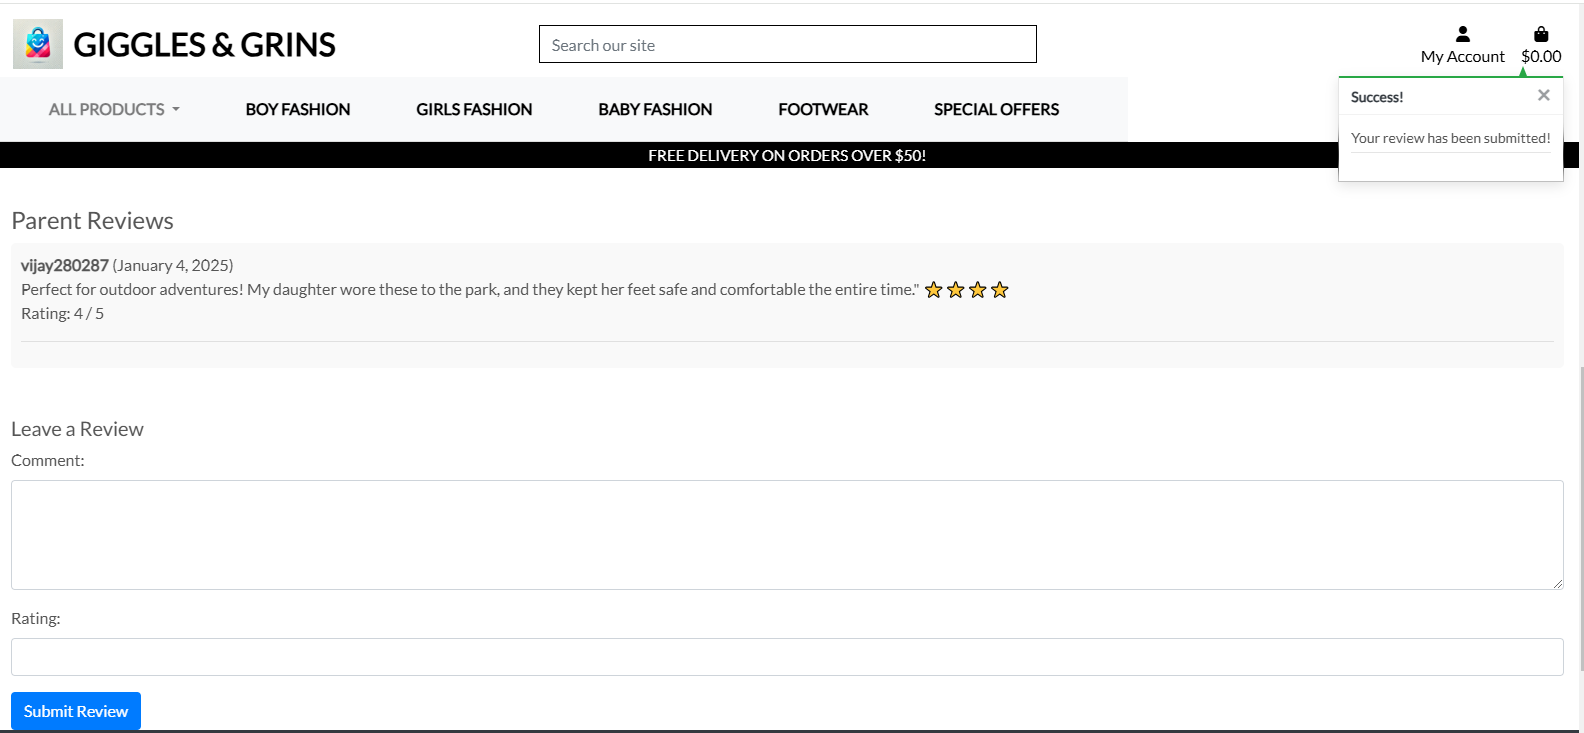 GIGGLES & GRINS
Search our site
My Account
$0.00
ALL PRODUCTS
BOY FASHION
GIRLS FASHION
BABY FASHION
FOOTWEAR
SPECIAL OFFERS
Success!
×
Your review has been submitted!
FREE DELIVERY ON ORDERS OVER $50!
Parent Reviews
vijay280287 (January 4, 2025)
Perfect for outdoor adventures! My daughter wore these to the park, and they kept her feet safe and comfortable the entire time." ⭐⭐⭐⭐
Rating: 4 / 5
Leave a Review
Comment:
Rating:
Submit Review